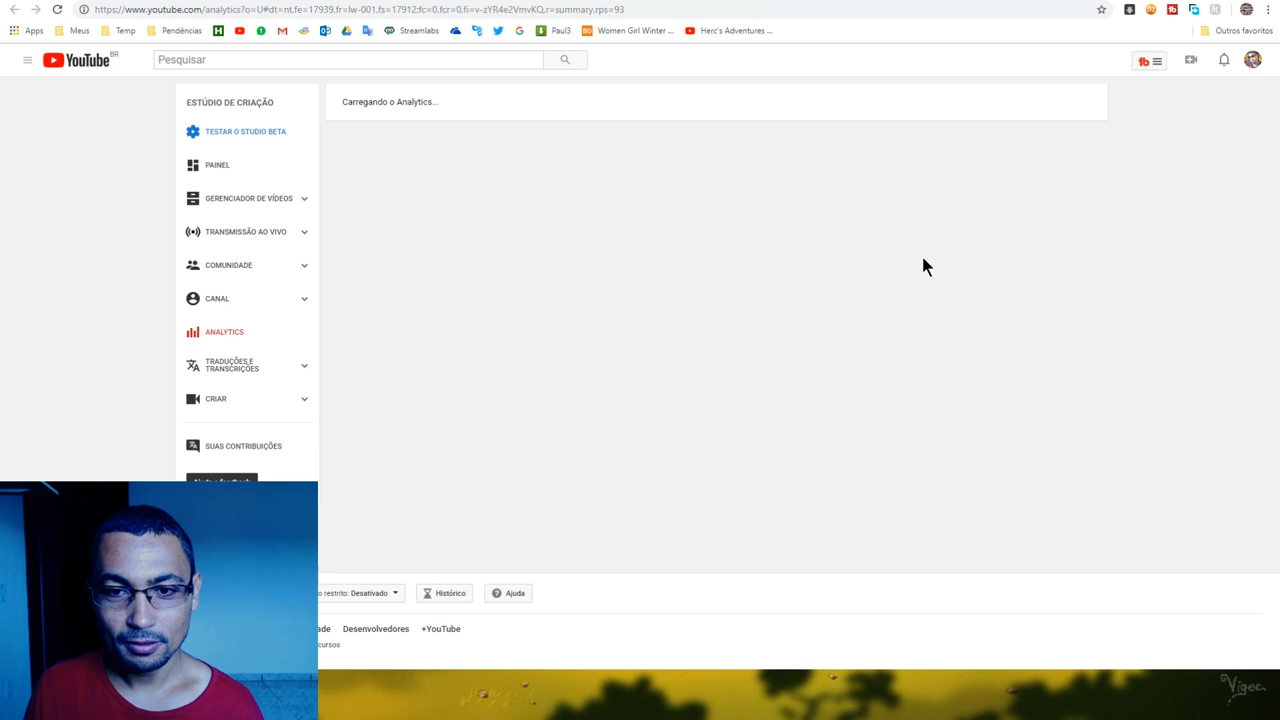 https://www.youtube.com/analytics?o=U#dt=nt.fe=17939,fr=lw-001.fs=17912;fc=0,fcr=0.fi=v-zYR4e2VmvKQ,r=summary.rps=93
Apps Meus Temp Pendências Streamlabs Paul3 Women Girl Winter ... Herc's Adventures ... Outros favoritos
YouTube BR
Pesquisar
ESTÚDIO DE CRIAÇÃO
Carregando o Analytics...
TESTAR O STUDIO BETA
PAINEL
GERENCIADOR DE VÍDEOS
TRANSMISSÃO AO VIVO
COMUNIDADE
CANAL
ANALYTICS
TRADUÇÕES E
TRANSCRIÇÕES
CRIAR
SUAS CONTRIBUIÇÕES
o restrito: Desativado Histórico Ajuda
ade Desenvolvedores +YouTube
cursos